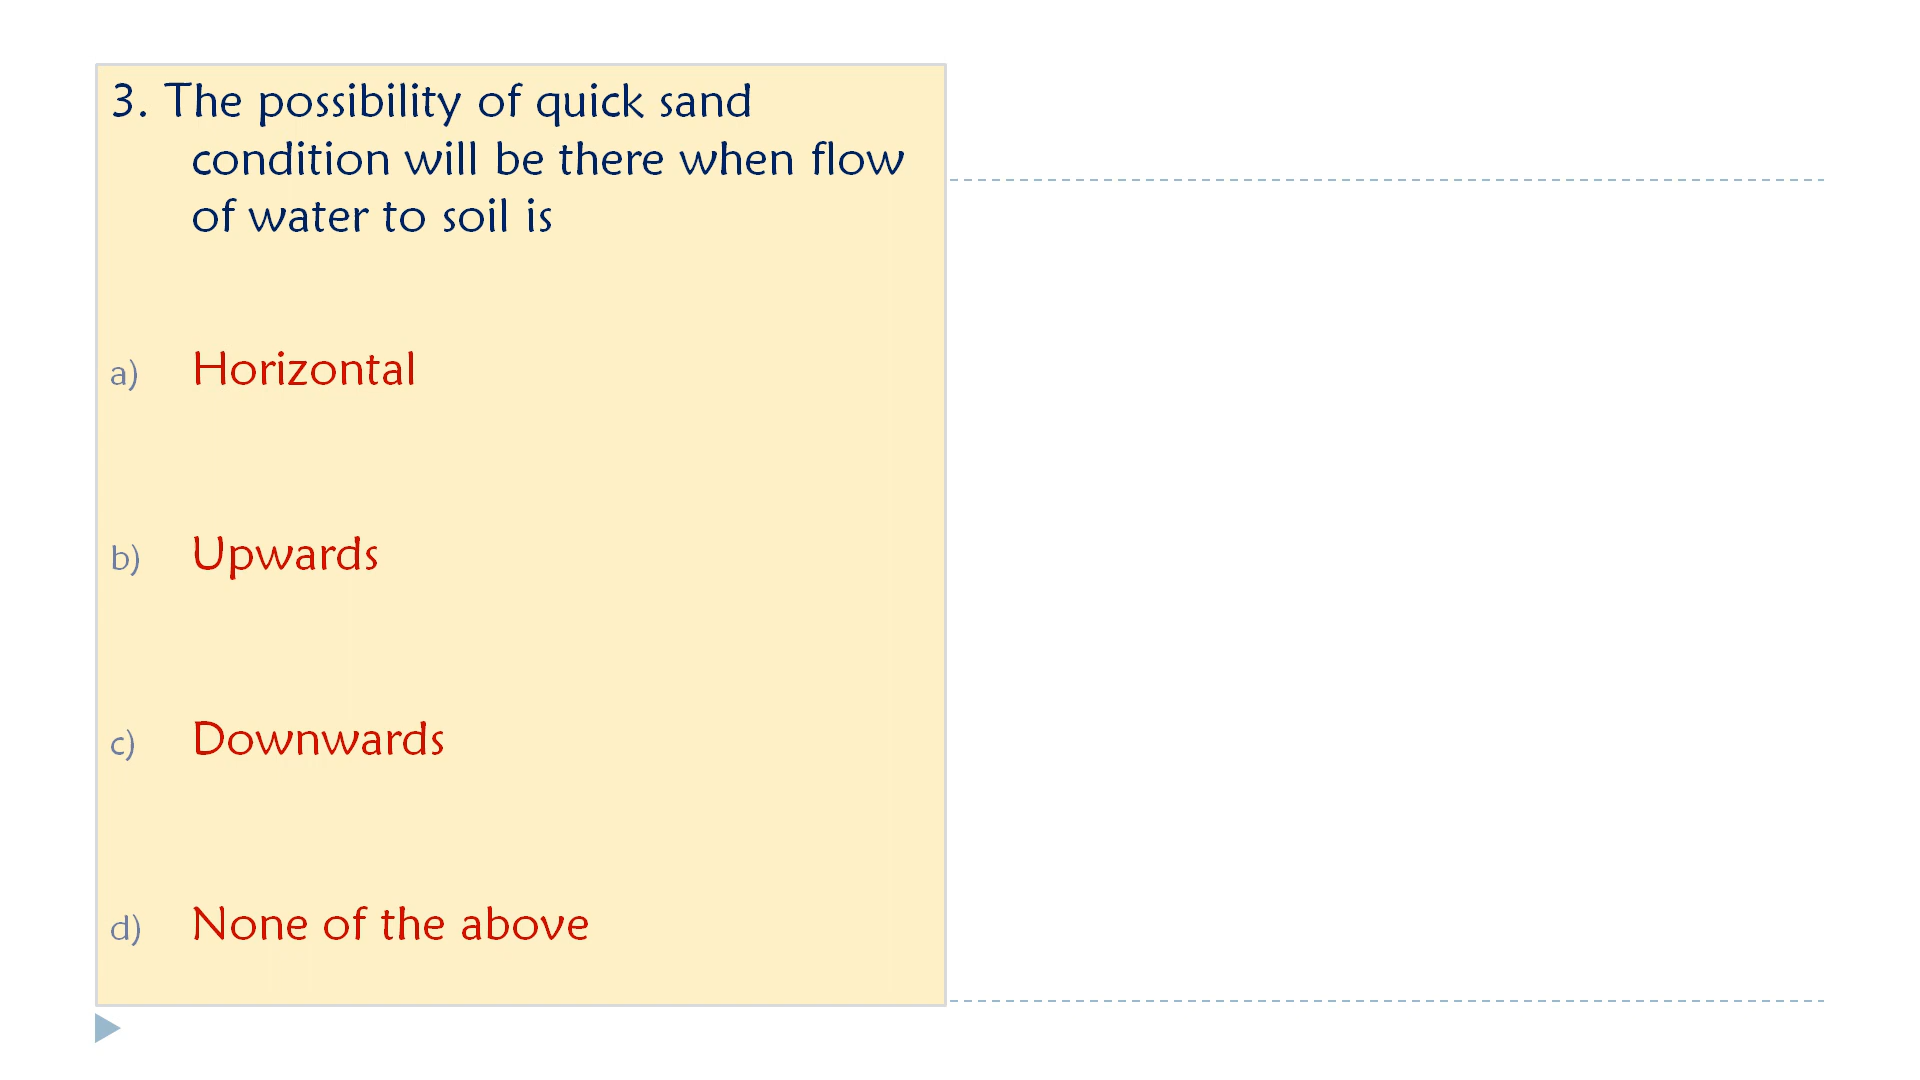 3. The possibility of quick sand
condition will be there when flow
of water to soil is
a) Horizontal
b) Upwards
c) Downwards
d) None of the above